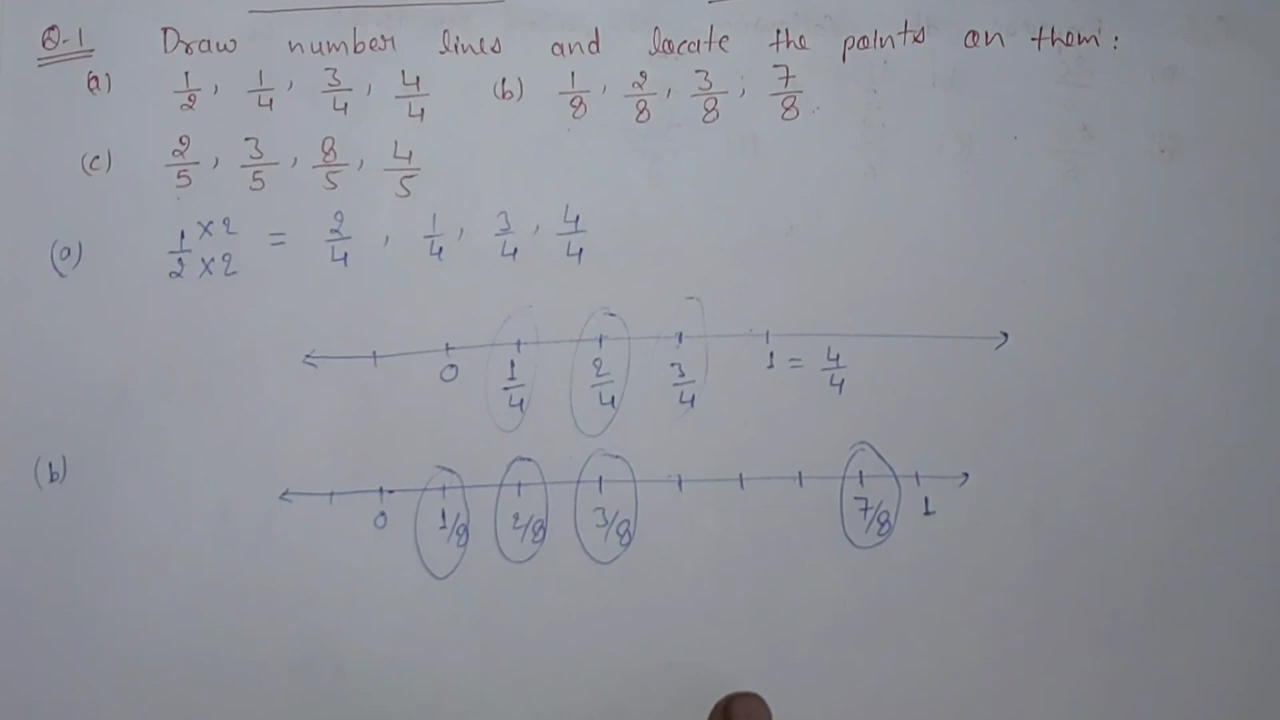 Q-1 Draw number lines and locate the points on them:
(a) 1/2, 1/4, 3/4, 4/4 (b) 1/8, 2/8, 3/8, 7/8.
(c) 2/5, 3/5, 8/5, 4/5
(a) 1/2 ×2 ×2 = 2/4, 1/4, 3/4, 4/4
0 1/4 2/4 3/4 1 = 4/4
(b)
0 1/8 2/8 3/8 7/8 1